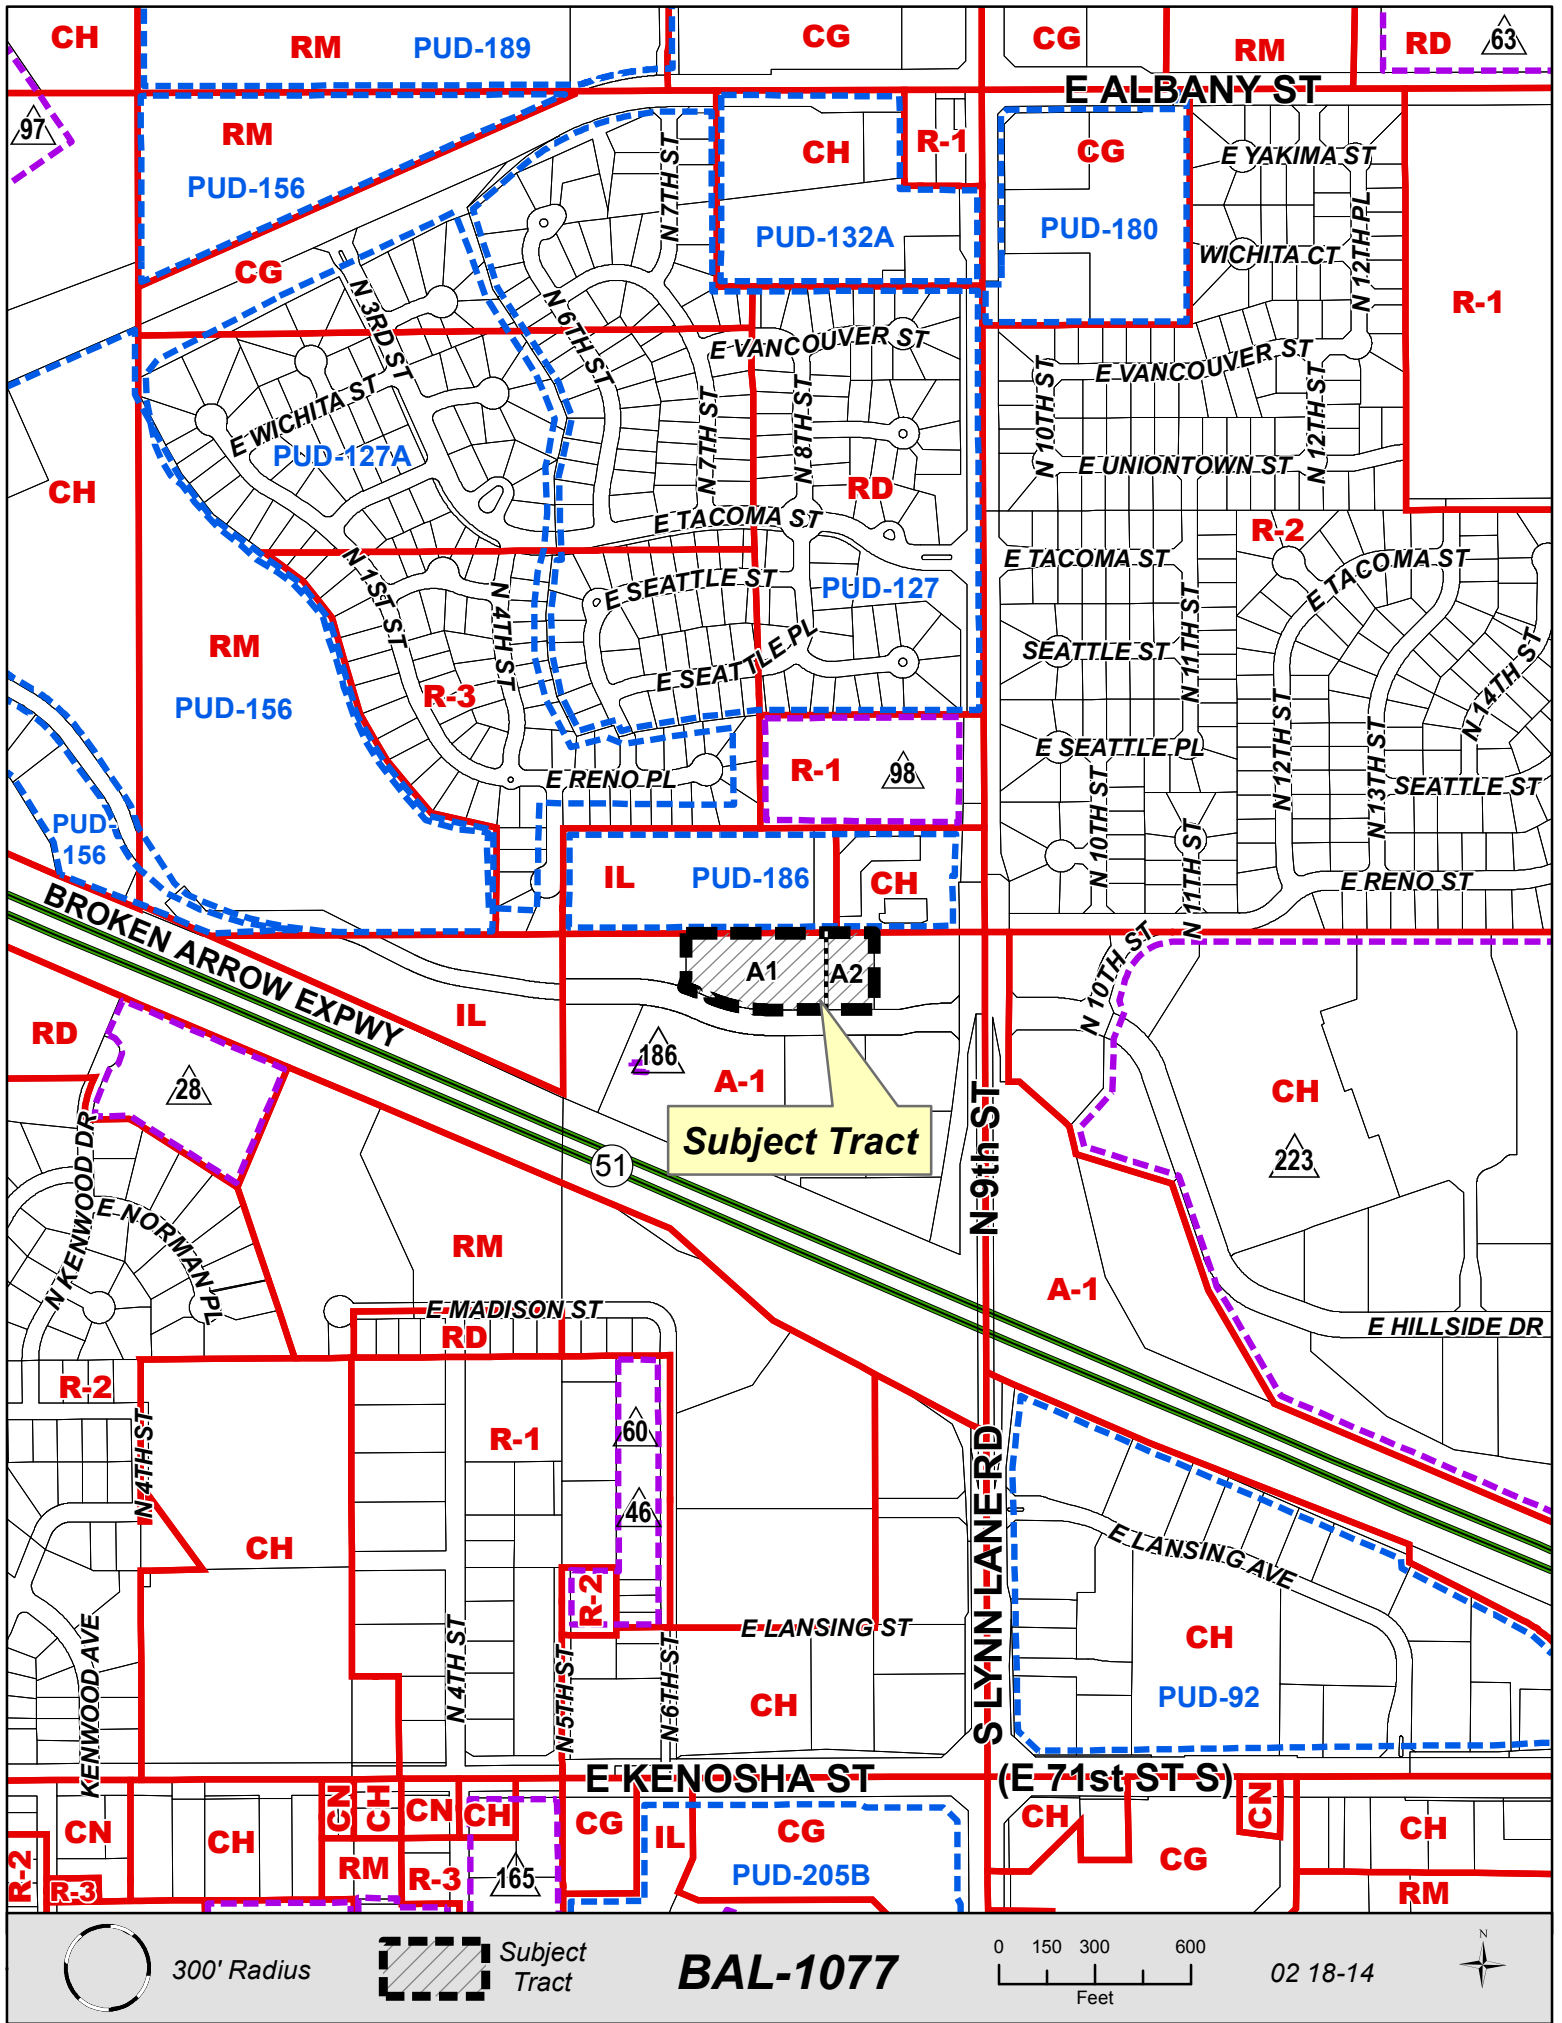 CH
RM
PUD-189
CG
CG
RM
RD
63
E ALBANY ST
97
RM
PUD-156
N 7TH ST
CH
R-1
CG
E YAKIMA ST
PUD-132A
PUD-180
WICHITA CT
N 12TH PL
CG
N 3RD ST
N 6TH ST
R-1
E VANCOUVER ST
E VANCOUVER ST
E WICHITA ST
PUD-127A
N 7TH ST
N 8TH ST
N 10TH ST
N 12TH ST
E UNIONTOWN ST
CH
RD
E TACOMA ST
R-2
E TACOMA ST
E TACOMA ST
N 1ST ST
N 4TH ST
E SEATTLE ST
PUD-127
N 11TH ST
RM
PUD-156
R-3
E SEATTLE PL
SEATTLE ST
N 14TH ST
E SEATTLE PL
N 12TH ST
N 13TH ST
E RENO PL
R-1
98
N 10TH ST
SEATTLE ST
PUD-
156
IL
PUD-186
CH
N 11TH ST
E RENO ST
BROKEN ARROW EXPWY
A1
A2
N 10TH ST
IL
RD
28
186
A-1
CH
Subject Tract
51
N 9th ST
223
N KENWOOD DR
E NORMAN PL
RM
A-1
E MADISON ST
RD
E HILLSIDE DR
R-2
N 4TH ST
R-1
60
46
S LYNN LANE RD
CH
E LANSING AVE
R-2
E LANSING ST
CH
KENWOOD AVE
N 4TH ST
N 5TH ST
N 6TH ST
CH
PUD-92
E KENOSHA ST
(E 71st ST S)
CN
CH
CN
CH
CN
CH
CG
IL
CG
CH
CN
CH
R-2
R-3
RM
R-3
165
PUD-205B
CG
RM
300' Radius
Subject
Tract
BAL-1077
0 150 300 600
Feet
02 18-14
N